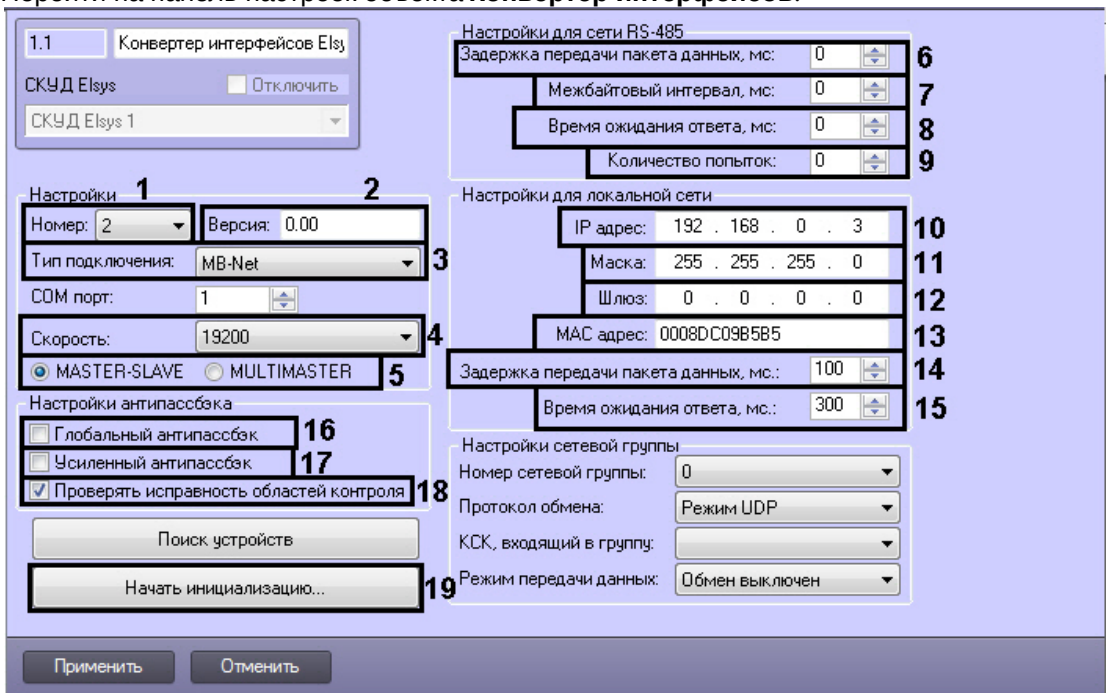 Перейти на панель настроек объекта Конвертер интерфейсов.
1.1 Конвертер интерфейсов Elsy
СКУД Elsys Отключить
СКУД Elsys 1
Настройки 1 2
Номер: 2 Версия: 0.00
Тип подключения: MB-Net 3
COM порт: 1
Скорость: 19200 4
MASTER-SLAVE MULTIMASTER 5
Настройки антипассбэка
Глобальный антипассбэк 16
Усиленный антипассбэк 17
Проверять исправность областей контроля 18
Поиск устройств
Начать инициализацию... 19
Настройки для сети RS-485
Задержка передачи пакета данных, мс: 0 6
Межбайтовый интервал, мс: 0 7
Время ожидания ответа, мс: 0 8
Количество попыток: 0 9
Настройки для локальной сети
IP адрес: 192 . 168 . 0 . 3 10
Маска: 255 . 255 . 255 . 0 11
Шлюз: 0 . 0 . 0 . 0 12
MAC адрес: 0008DC09B5B5 13
Задержка передачи пакета данных, мс.: 100 14
Время ожидания ответа, мс.: 300 15
Настройки сетевой группы
Номер сетевой группы: 0
Протокол обмена: Режим UDP
КСК, входящий в группу:
Режим передачи данных: Обмен выключен
Применить Отменить